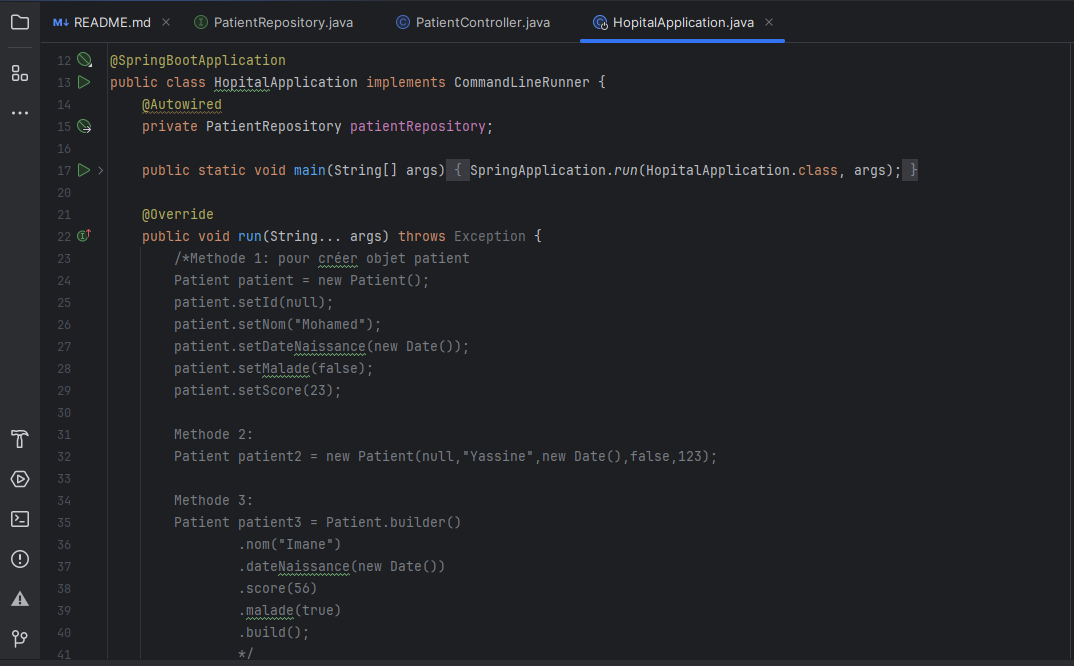 README.md PatientRepository.java PatientController.java HopitalApplication.java
12 @SpringBootApplication
13 public class HopitalApplication implements CommandLineRunner {
14 @Autowired
15 private PatientRepository patientRepository;
16
17 public static void main(String[] args) { SpringApplication.run(HopitalApplication.class, args); }
20
21 @Override
22 public void run(String... args) throws Exception {
23 /*Methode 1: pour créer objet patient
24 Patient patient = new Patient();
25 patient.setId(null);
26 patient.setNom("Mohamed");
27 patient.setDateNaissance(new Date());
28 patient.setMalade(false);
29 patient.setScore(23);
30
31 Methode 2:
32 Patient patient2 = new Patient(null,"Yassine",new Date(),false,123);
33
34 Methode 3:
35 Patient patient3 = Patient.builder()
36 .nom("Imane")
37 .dateNaissance(new Date())
38 .score(56)
39 .malade(true)
40 .build();
41 */